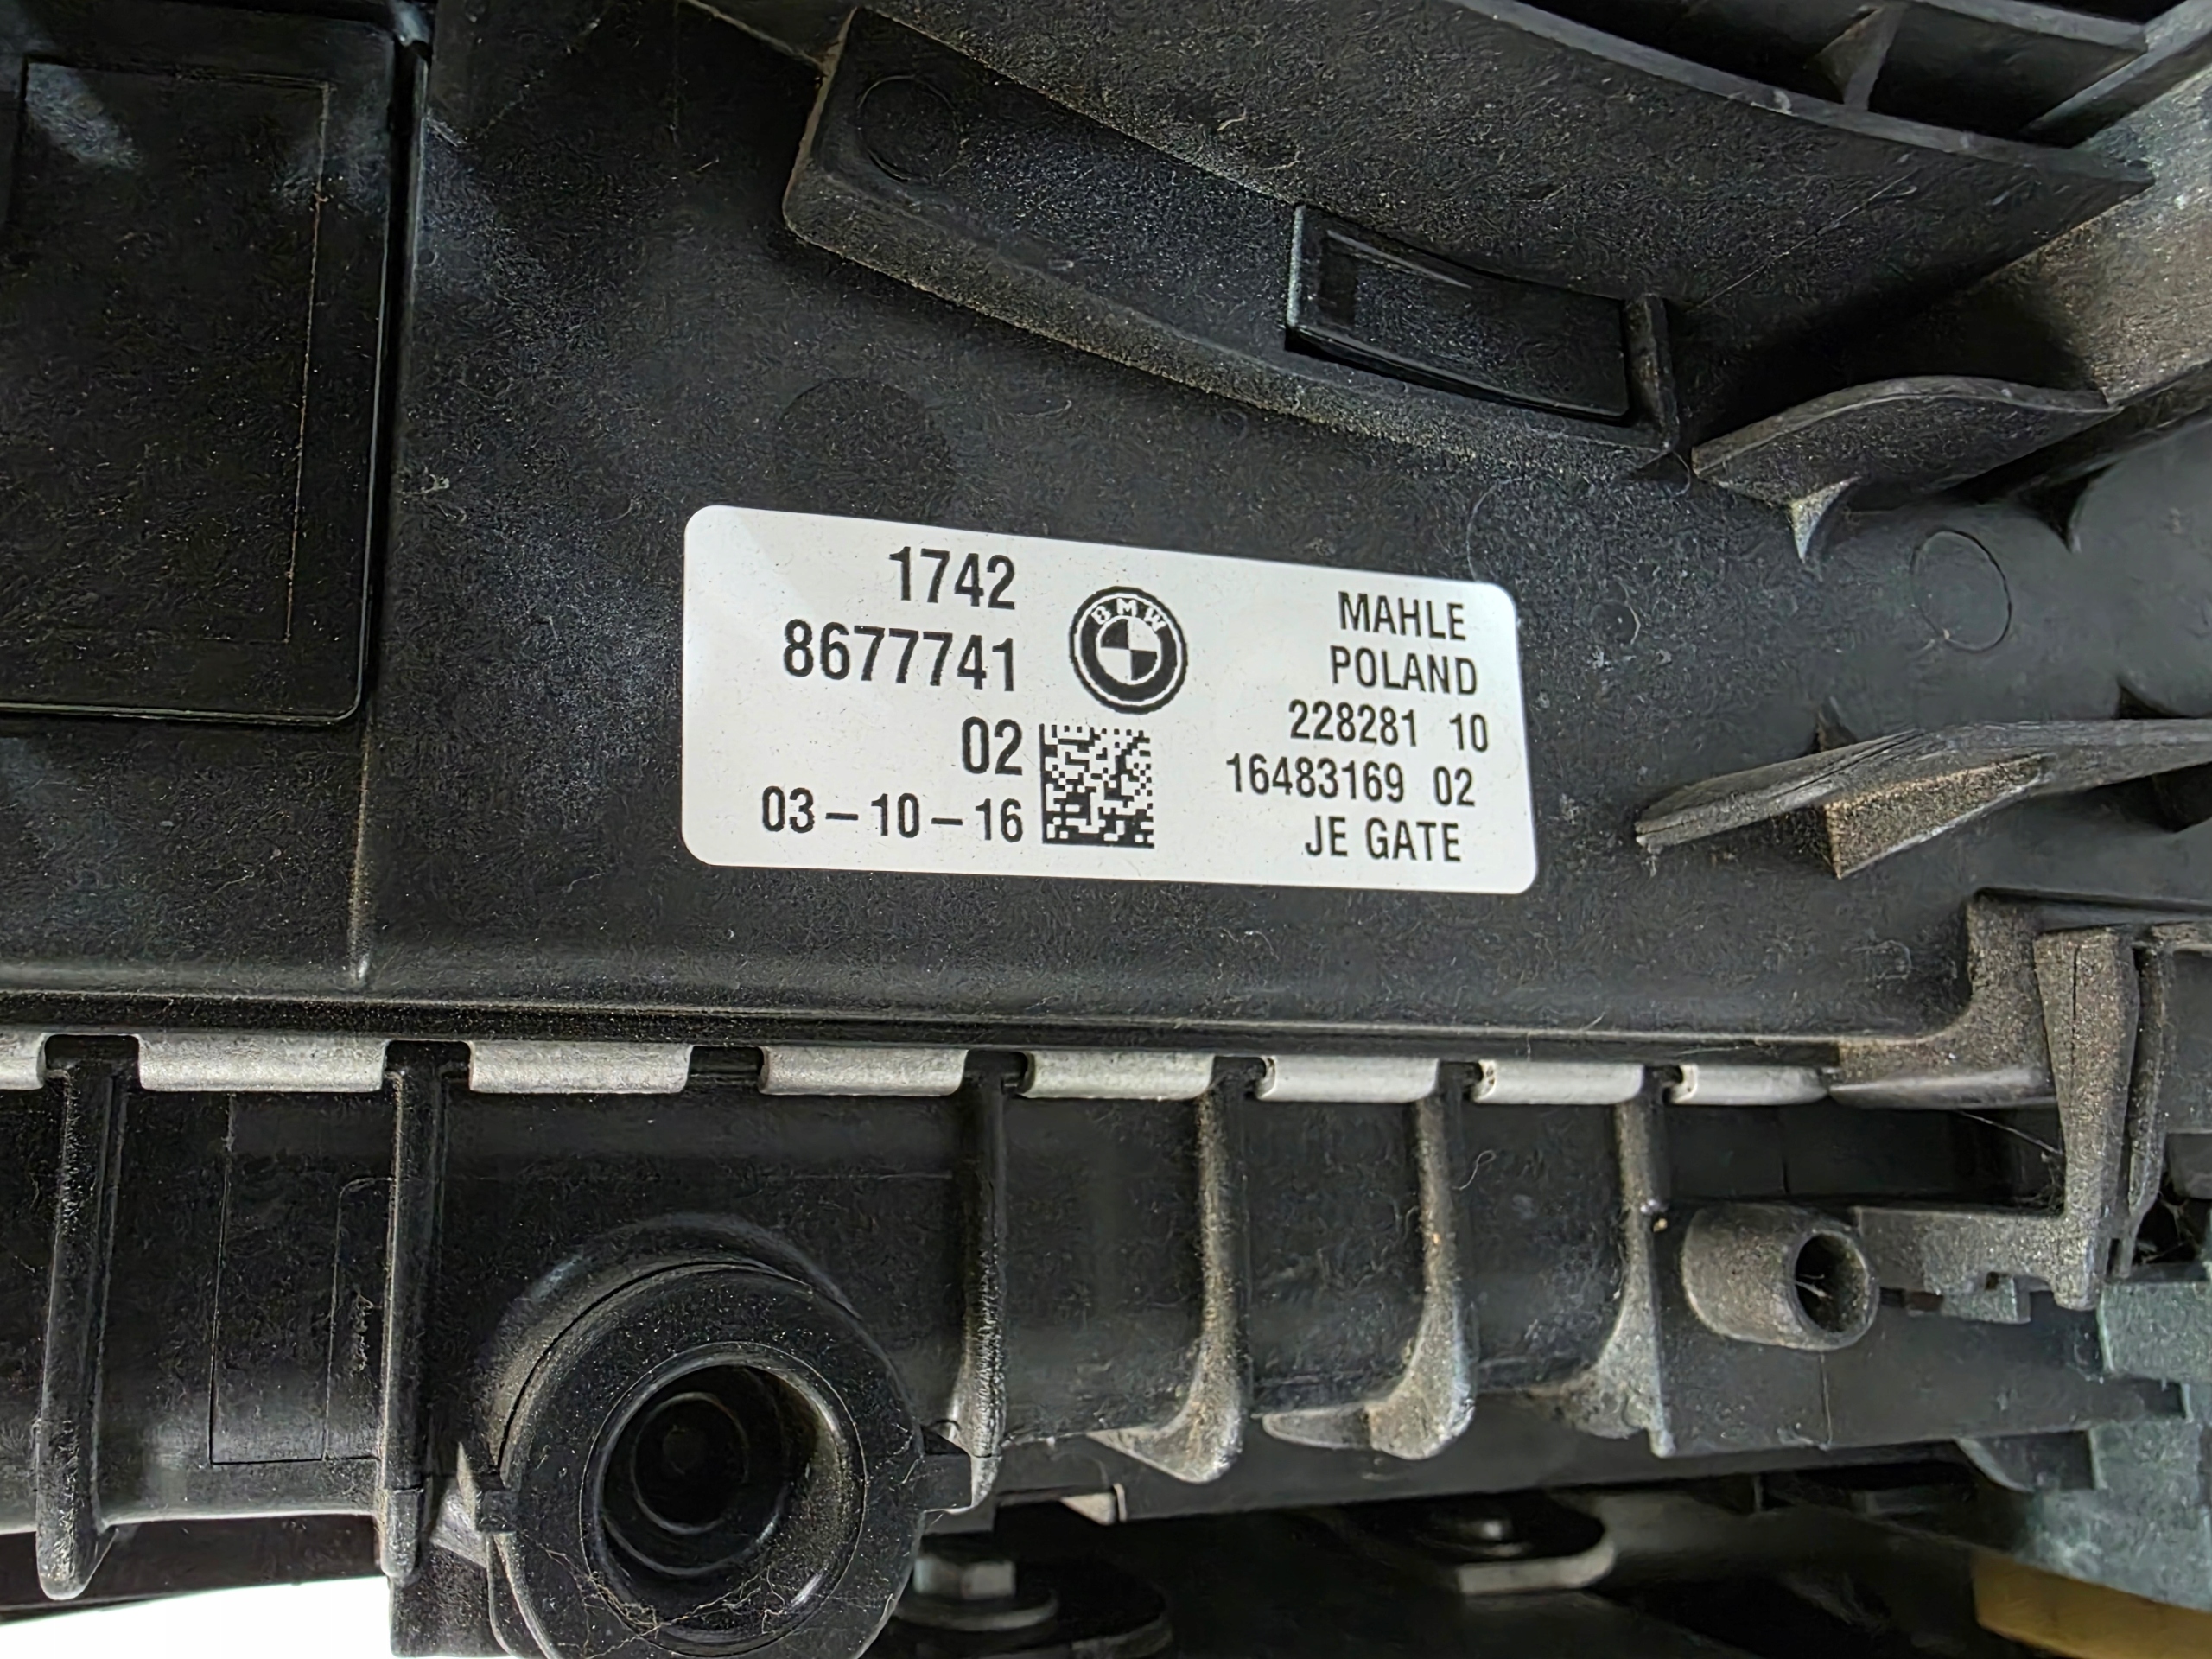 1742
8677741
02
03-10-16
BMW
MAHLE
POLAND
228281 10
16483169 02
JE GATE